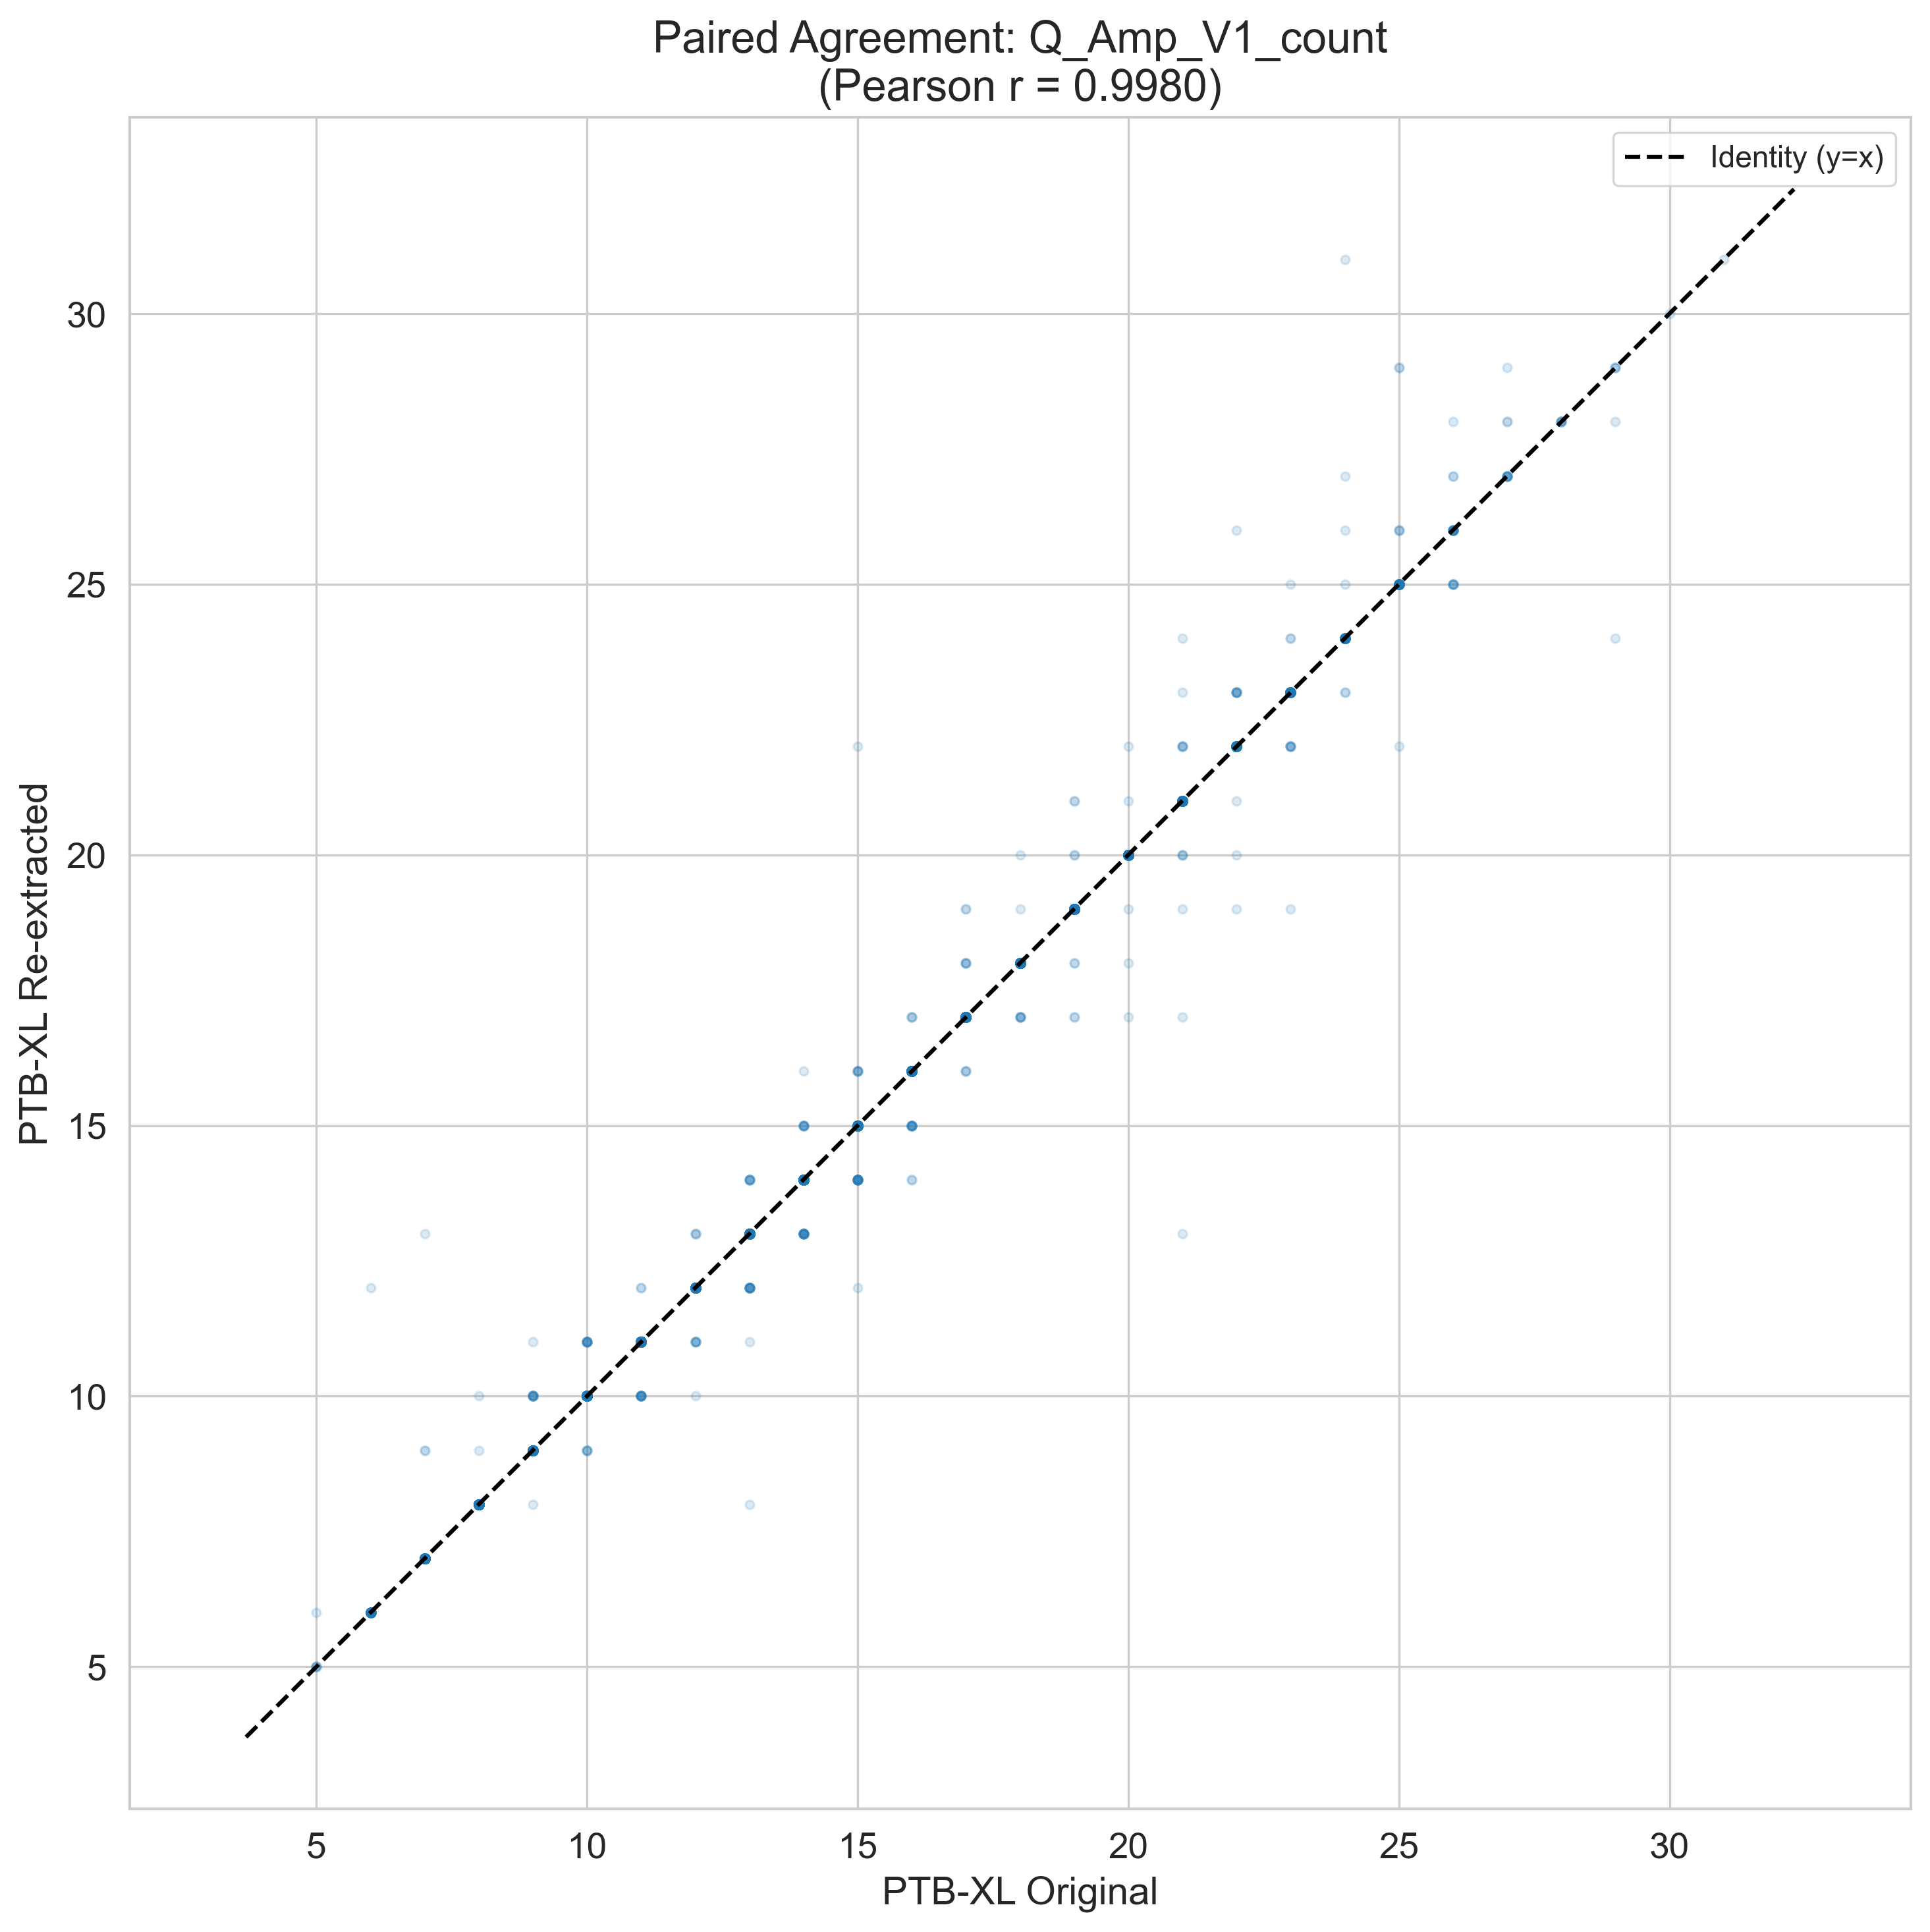 Paired Agreement: Q_Amp_V1_count
(Pearson r = 0.9980)
Identity (y=x)
30
25
20
15
10
5
PTB-XL Re-extracted
5 10 15 20 25 30
PTB-XL Original